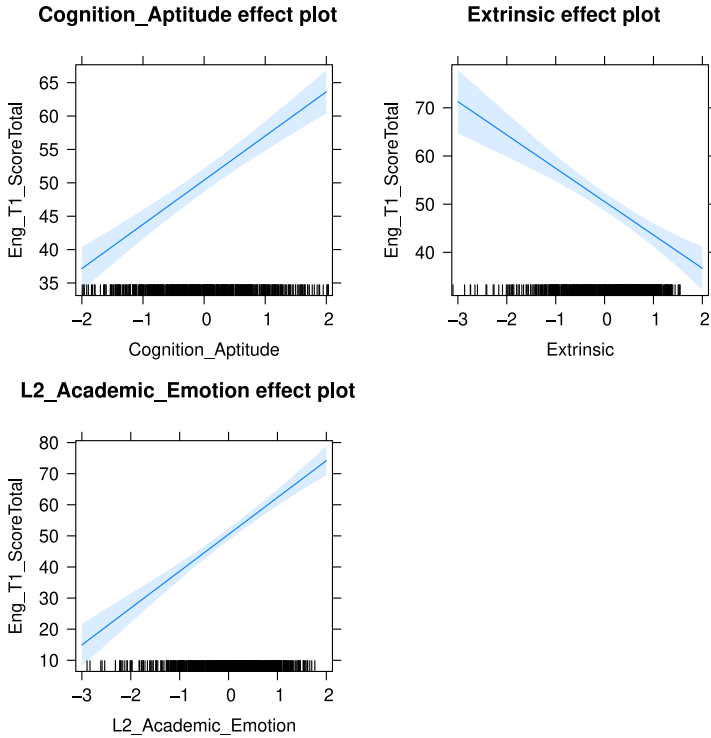 Cognition_Aptitude effect plot
Eng_T1_ScoreTotal
65
60
55
50
45
40
35
−2 −1 0 1 2
Cognition_Aptitude
Extrinsic effect plot
Eng_T1_ScoreTotal
70
60
50
40
−3 −2 −1 0 1 2
Extrinsic
L2_Academic_Emotion effect plot
Eng_T1_ScoreTotal
80
70
60
50
40
30
20
10
−3 −2 −1 0 1 2
L2_Academic_Emotion